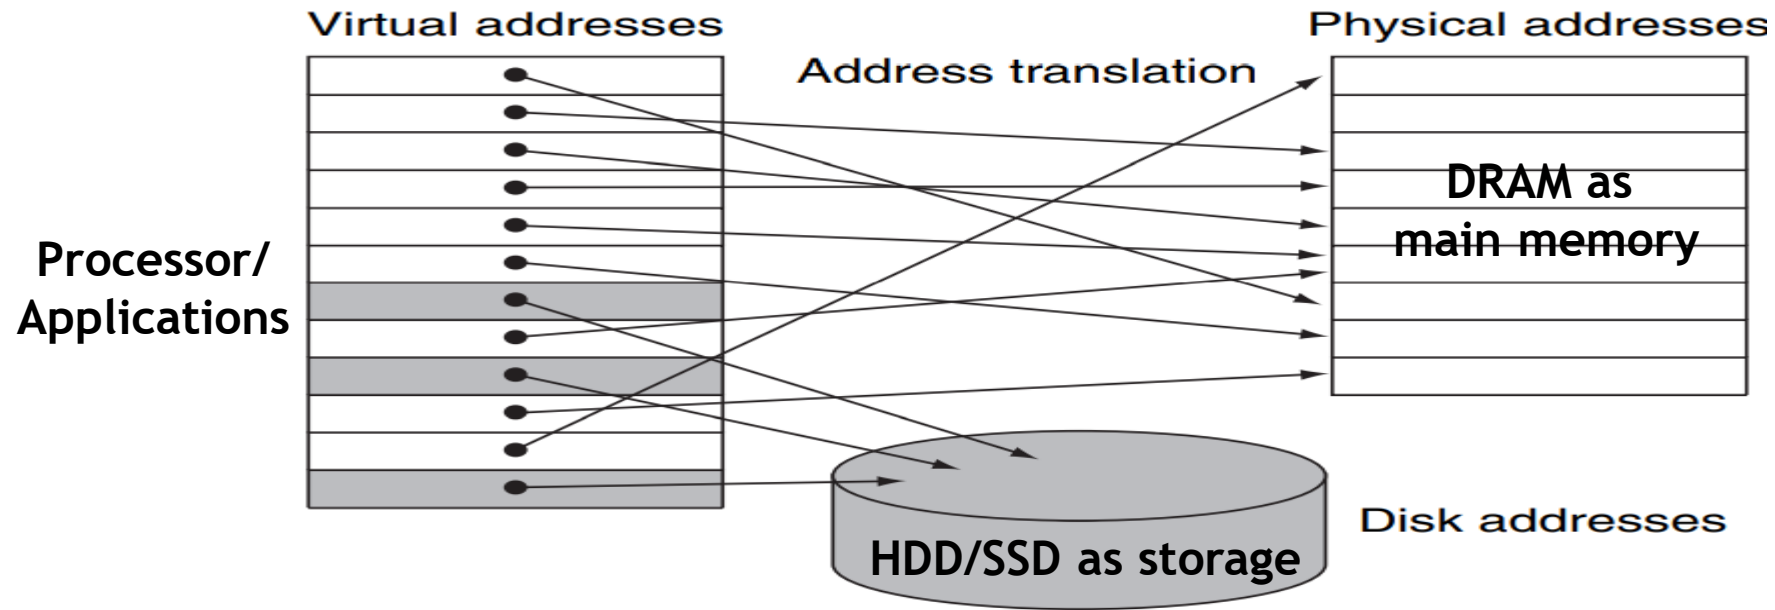 Virtual addresses
Physical addresses
Address translation
DRAM as
main memory
Processor/
Applications
Disk addresses
HDD/SSD as storage